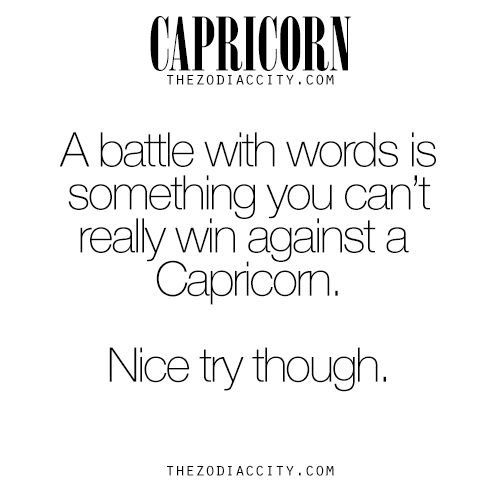 CAPRICORN
THEZODIACCITY.COM
A battle with words is
something you can't
really win against a
Capricorn.
Nice try though.
THEZODIACCITY.COM